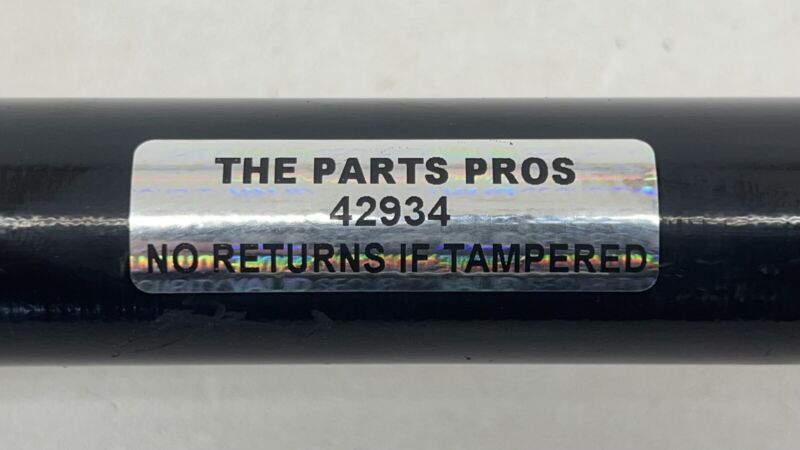 THE PARTS PROS
42934
NO RETURNS IF TAMPERED